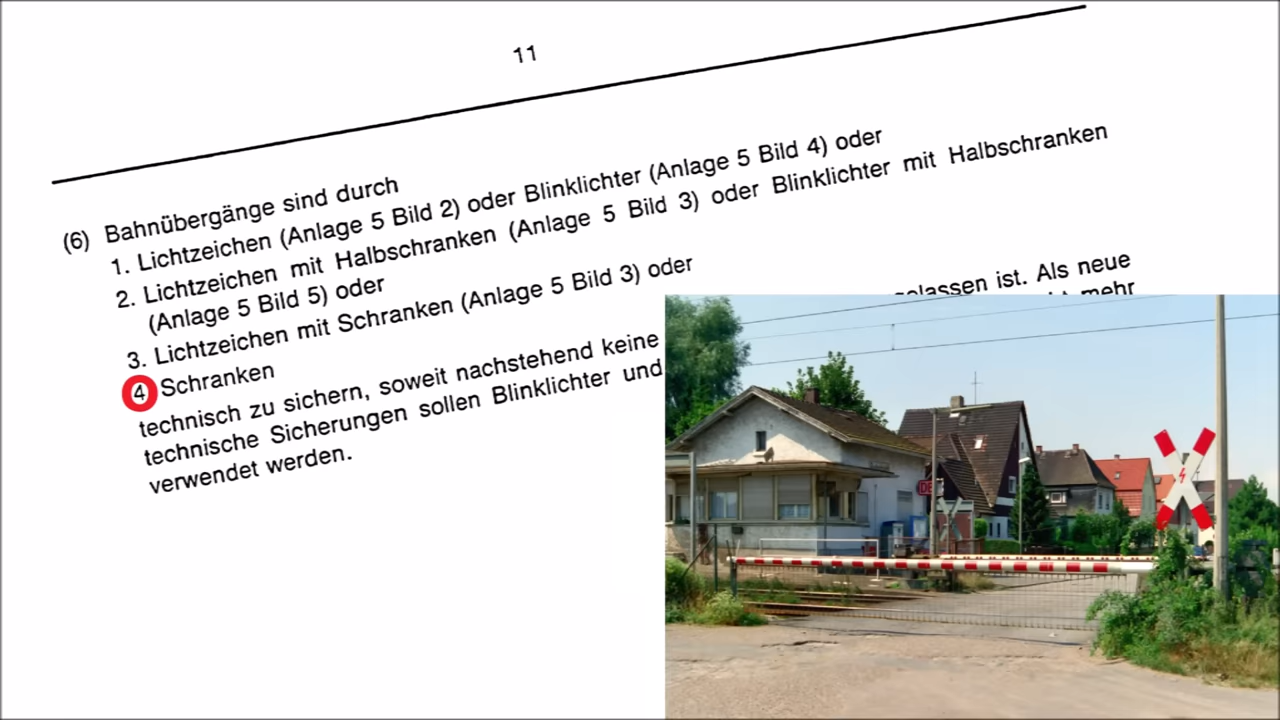 11
(6) Bahnübergänge sind durch
1. Lichtzeichen (Anlage 5 Bild 2) oder Blinklichter (Anlage 5 Bild 4) oder
2. Lichtzeichen mit Halbschranken (Anlage 5 Bild 3) oder Blinklichter mit Halbschranken
(Anlage 5 Bild 5) oder
3. Lichtzeichen mit Schranken (Anlage 5 Bild 3) oder
4 Schranken
technisch zu sichern, soweit nachstehend keine ist. Als neue
technische Sicherungen sollen Blinklichter und mehr
verwendet werden.